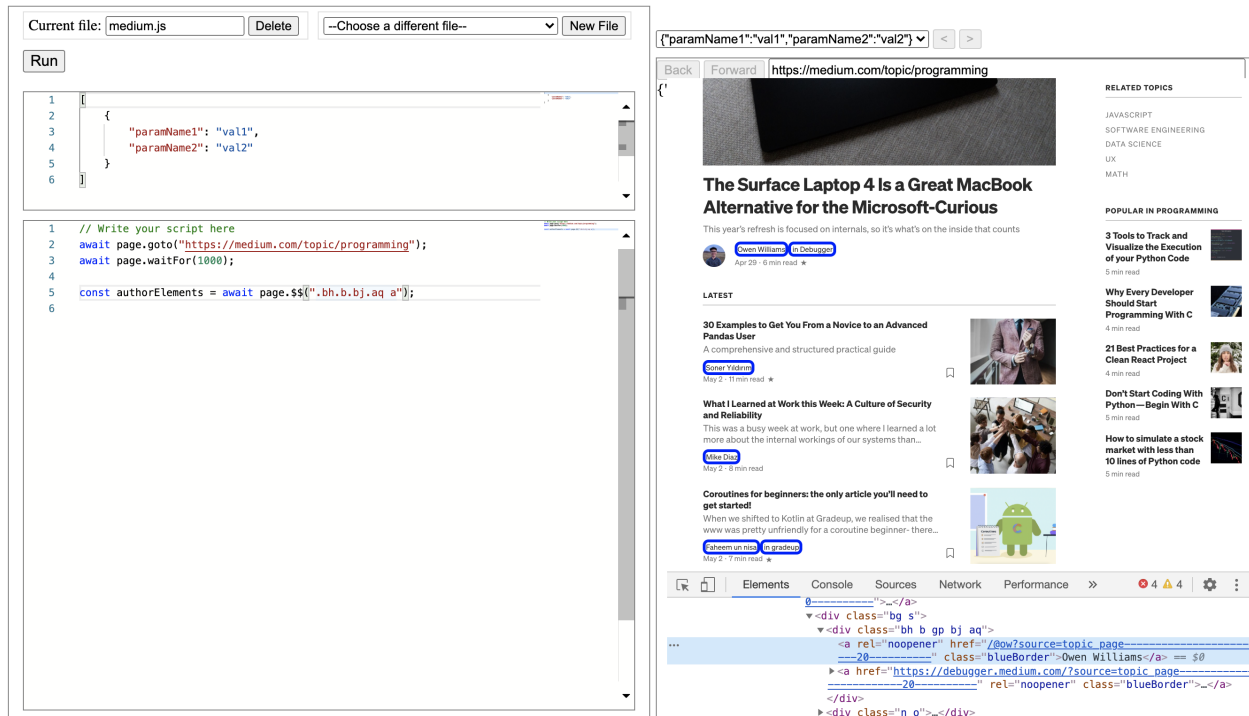 Current file: medium.js Delete --Choose a different file-- New File
Run
1 [
2 {
3 "paramName1": "val1",
4 "paramName2": "val2"
5 }
6 ]
1 // Write your script here
2 await page.goto("https://medium.com/topic/programming");
3 await page.waitFor(1000);
4
5 const authorElements = await page.$$(".bh.b.bj.aq a");
6
{"paramName1":"val1","paramName2":"val2"} < >
Back Forward https://medium.com/topic/programming
{'
The Surface Laptop 4 Is a Great MacBook
Alternative for the Microsoft-Curious
This year's refresh is focused on internals, so it's what's on the inside that counts
Owen Williams in Debugger
Apr 29 · 6 min read ★
LATEST
30 Examples to Get You From a Novice to an Advanced
Pandas User
A comprehensive and structured practical guide
Soner Yıldırım
May 2 · 11 min read ★
What I Learned at Work this Week: A Culture of Security
and Reliability
This was a busy week at work, but one where I learned a lot
more about the internal workings of our systems than...
Mike Diaz
May 2 · 8 min read
Coroutines for beginners: the only article you'll need to
get started!
When we shifted to Kotlin at Gradeup, we realised that the
www was pretty unfriendly for a coroutine beginner- there...
Faheem un nisa in gradeup
May 2 · 7 min read ★
RELATED TOPICS
JAVASCRIPT
SOFTWARE ENGINEERING
DATA SCIENCE
UX
MATH
POPULAR IN PROGRAMMING
3 Tools to Track and
Visualize the Execution
of your Python Code
5 min read
Why Every Developer
Should Start
Programming With C
4 min read
21 Best Practices for a
Clean React Project
4 min read
Don't Start Coding With
Python—Begin With C
5 min read
How to simulate a stock
market with less than
10 lines of Python code
5 min read
Elements Console Sources Network Performance » 4 4
0----------">…</a>
▼<div class="bg s">
▼<div class="bh b gp bj aq">
<a rel="noopener" href="/@ow?source=topic_page-------------------
---20----------" class="blueBorder">Owen Williams</a> == $0
▶<a href="https://debugger.medium.com/?source=topic_page----------
------------20----------" rel="noopener" class="blueBorder">…</a>
</div>
▶<div class="n o">…</div>